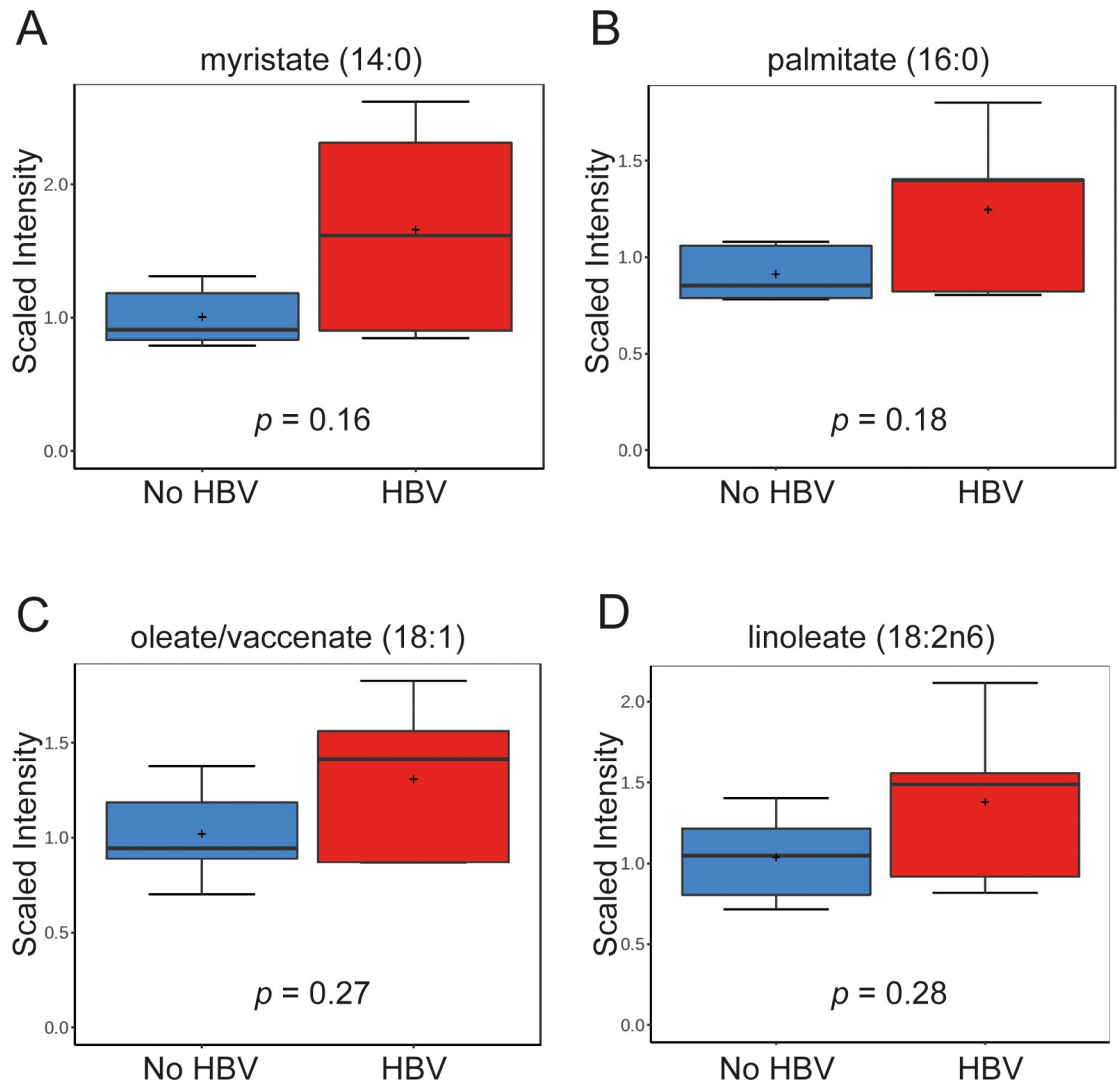 A
myristate (14:0)
Scaled Intensity
2.0
1.0
0.0
p = 0.16
No HBV
HBV
B
palmitate (16:0)
Scaled Intensity
1.5
1.0
0.5
0.0
p = 0.18
No HBV
HBV
C
oleate/vaccenate (18:1)
Scaled Intensity
1.5
1.0
0.5
0.0
p = 0.27
No HBV
HBV
D
linoleate (18:2n6)
Scaled Intensity
2.0
1.5
1.0
0.5
0.0
p = 0.28
No HBV
HBV